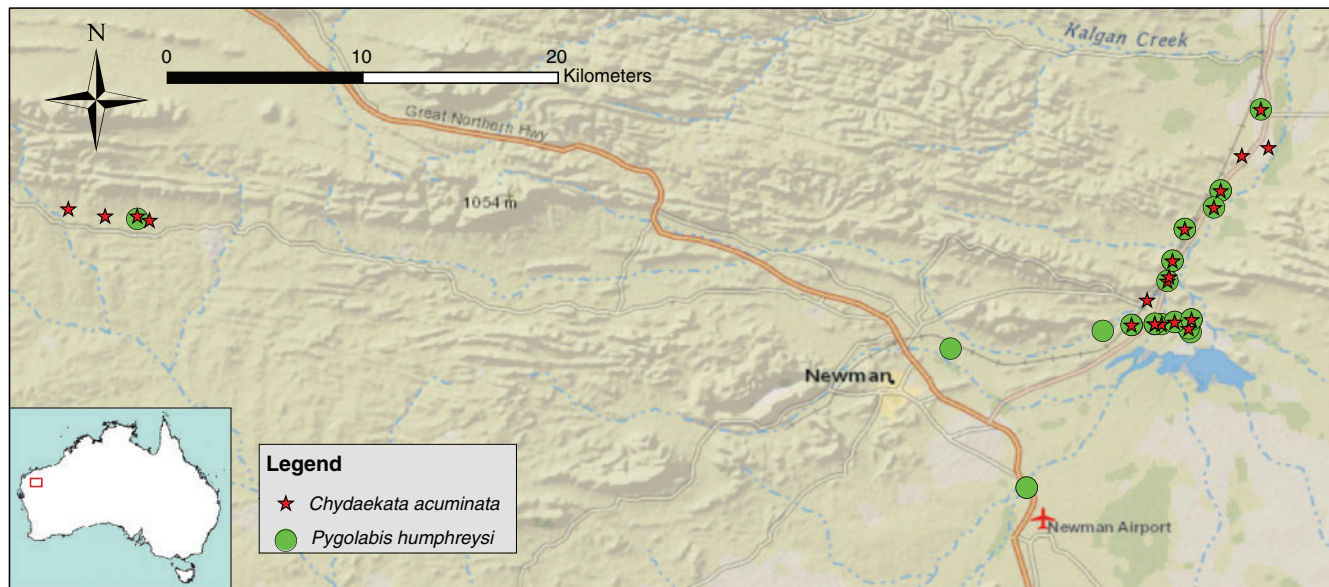 N
0 10 20
Kilometers
Kalgan Creek
Great Northern Hwy
1054 m
Newman
Newman Airport
Legend
Chydaekata acuminata
Pygolabis humphreysi